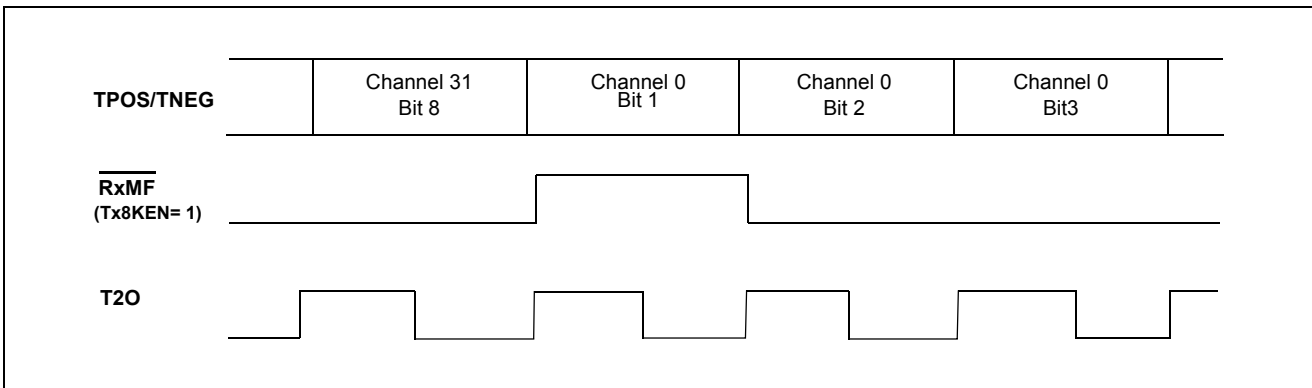 TPOS/TNEG
Channel 31
Bit 8
Channel 0
Bit 1
Channel 0
Bit 2
Channel 0
Bit3
RxMF
(Tx8KEN= 1)
T2O